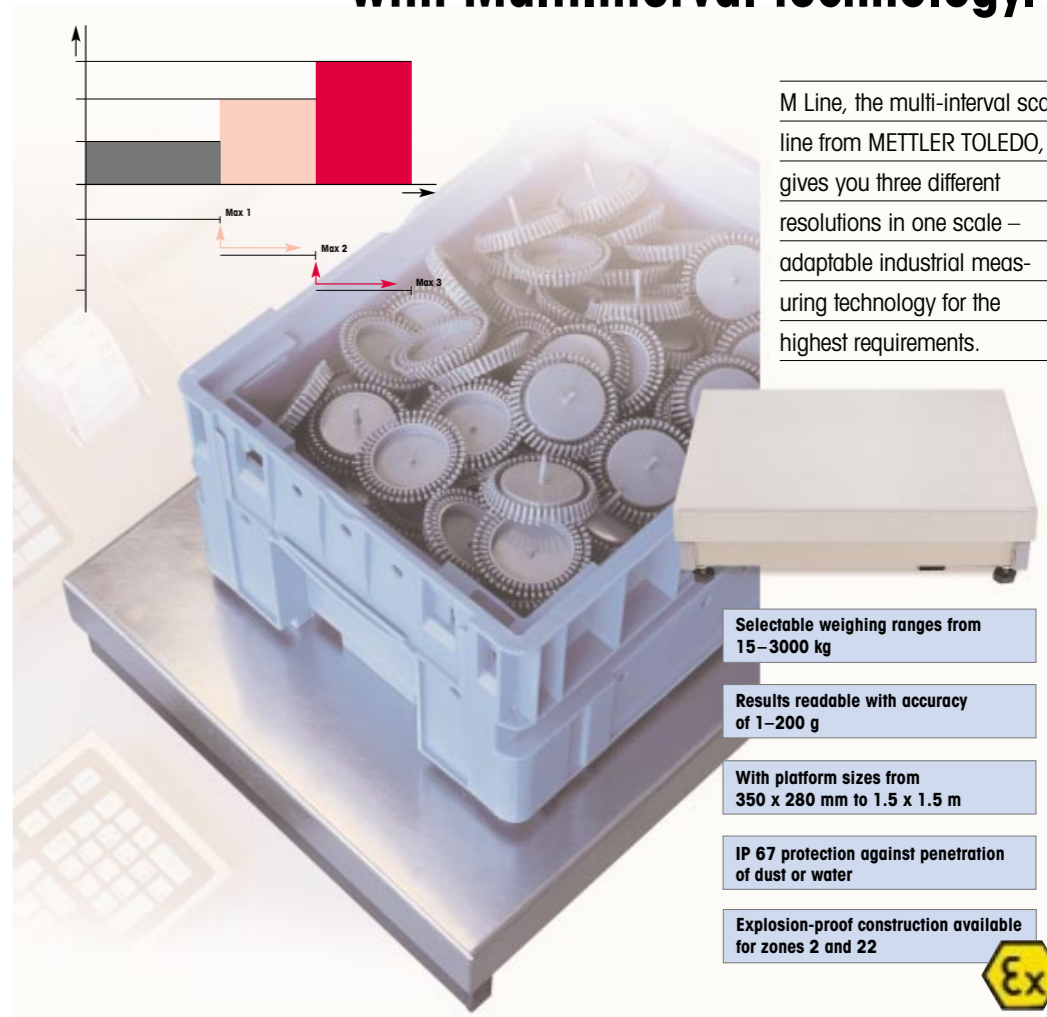 with MultiInterval technology.
Max 1
Max 2
Max 3
M Line, the multi-interval sca
line from METTLER TOLEDO,
gives you three different
resolutions in one scale –
adaptable industrial meas-
uring technology for the
highest requirements.
Selectable weighing ranges from
15–3000 kg
Results readable with accuracy
of 1–200 g
With platform sizes from
350 x 280 mm to 1.5 x 1.5 m
IP 67 protection against penetration
of dust or water
Explosion-proof construction available
for zones 2 and 22
Ex